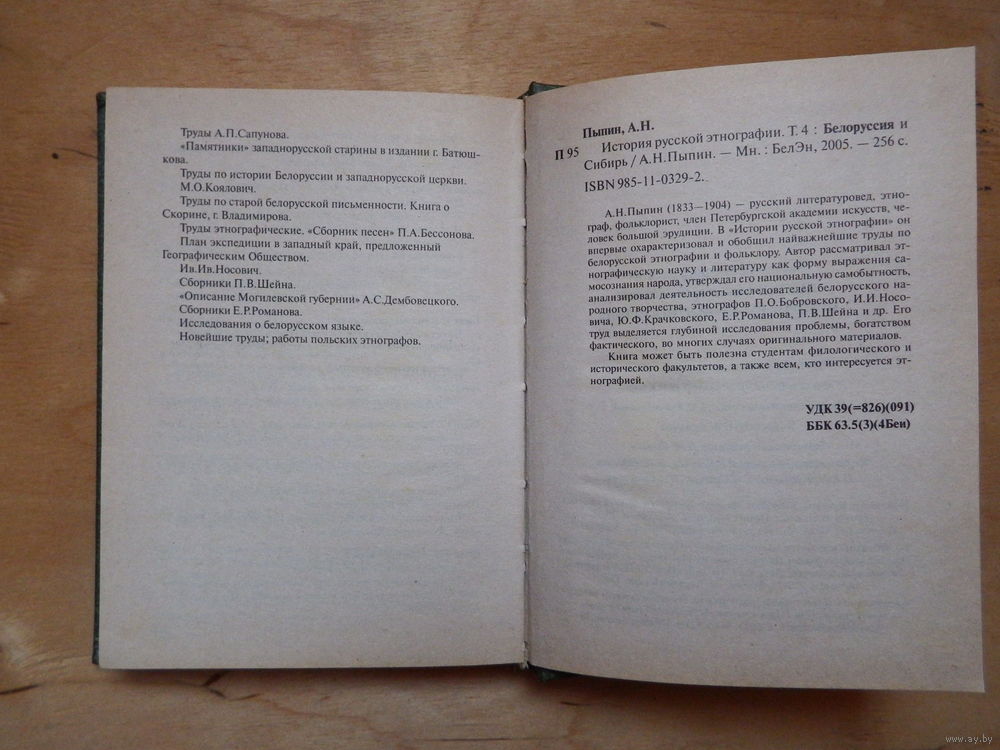 Труды А.П.Сапунова.
«Памятники» западнорусской старины в издании г. Батюш-
кова.
Труды по истории Белоруссии и западнорусской церкви.
М.О.Коялович.
Труды по старой белорусской письменности. Книга о
Скорине, г. Владимирова.
Труды этнографические. «Сборник песен» П.А.Бессонова.
План экспедиции в западный край, предложенный
Географическим Обществом.
Ив.Ив.Носович.
Сборники П.В.Шейна.
«Описание Могилевской губернии» А.С.Дембовецкого.
Сборники Е.Р.Романова.
Исследования о белорусском языке.
Новейшие труды; работы польских этнографов.
Пыпин, А.Н.
П 95 История русской этнографии. Т. 4 : Белоруссия и
Сибирь / А.Н.Пыпин. — Мн. : БелЭн, 2005. — 256 с.
ISBN 985-11-0329-2.
А.Н.Пыпин (1833—1904) — русский литературовед, этно-
граф, фольклорист, член Петербургской академии искусств, че-
ловек большой эрудиции. В "Истории русской этнографии" он
впервые охарактеризовал и обобщил найважнейшие труды по
белорусской этнографии и фольклору. Автор рассматривал эт-
нографическую науку и литературу как форму выражения са-
мосознания народа, утверждал его национальную самобытность,
анализировал деятельность исследователей белорусского на-
родного творчества, этнографов П.О.Бобровского, И.И.Носо-
вича, Ю.Ф.Крачковского, Е.Р.Романова, П.В.Шейна и др. Его
труд выделяется глубиной исследования проблемы, богатством
фактического, во многих случаях оригинального материалов.
Книга может быть полезна студентам филологического и
исторического факультетов, а также всем, кто интересуется эт-
нографией.
УДК 39(=826)(091)
ББК 63.5(3)(4Беи)
www.ay.by